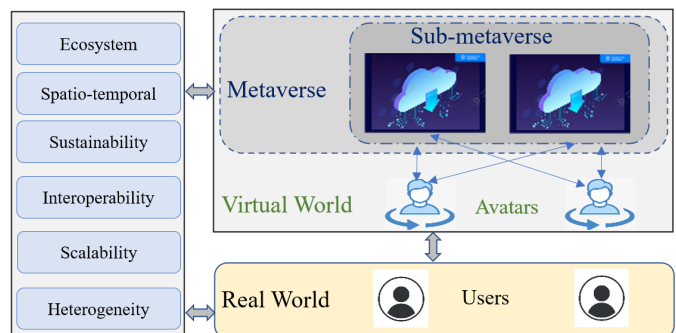 Ecosystem
Spatio-temporal
Sustainability
Interoperability
Scalability
Heterogeneity
Sub-metaverse
Metaverse
Virtual World
Avatars
Real World
Users